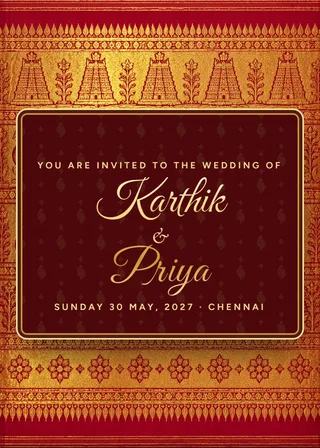 YOU ARE INVITED TO THE WEDDING OF
Karthik
&
Priya
SUNDAY 30 MAY, 2027 · CHENNAI